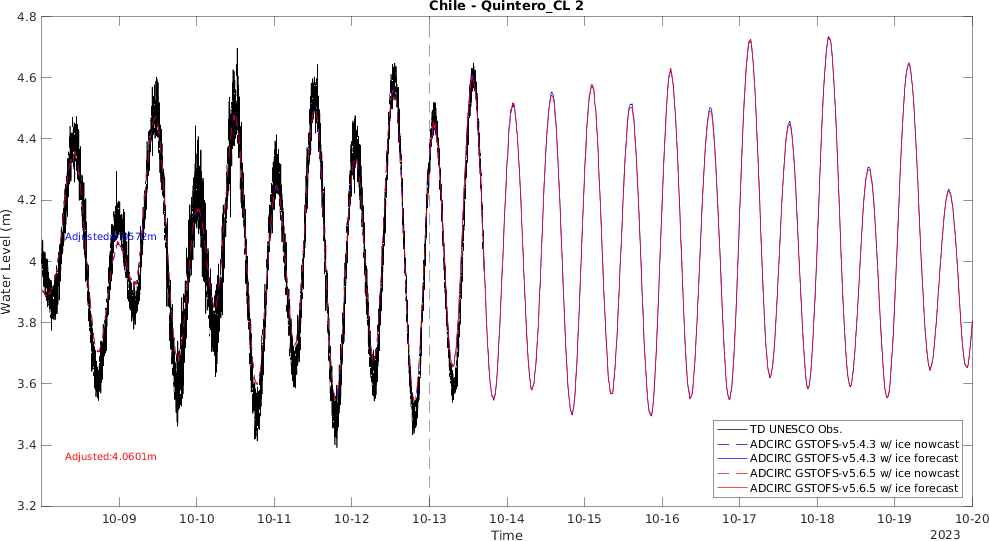 Chile - Quintero_CL 2
Water Level (m)
4.8
4.6
4.4
4.2
4
3.8
3.6
3.4
3.2
Adjusted:
572m
Adjusted:4.0601m
TD UNESCO Obs.
ADCIRC GSTOFS-v5.4.3 w/ ice nowcast
ADCIRC GSTOFS-v5.4.3 w/ ice forecast
ADCIRC GSTOFS-v5.6.5 w/ ice nowcast
ADCIRC GSTOFS-v5.6.5 w/ ice forecast
10-09 10-10 10-11 10-12 10-13 10-14 10-15 10-16 10-17 10-18 10-19 10-20
Time
2023